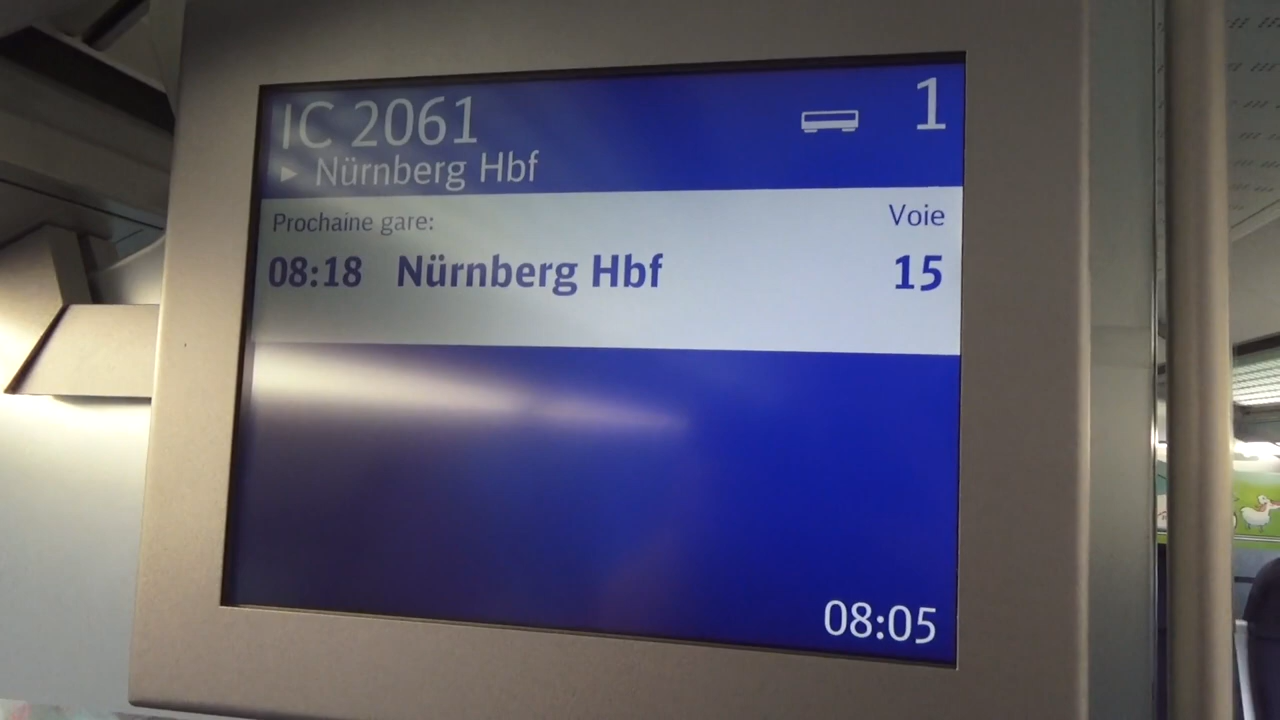 IC 2061
1
▸ Nürnberg Hbf
Prochaine gare:
Voie
08:18 Nürnberg Hbf
15
08:05